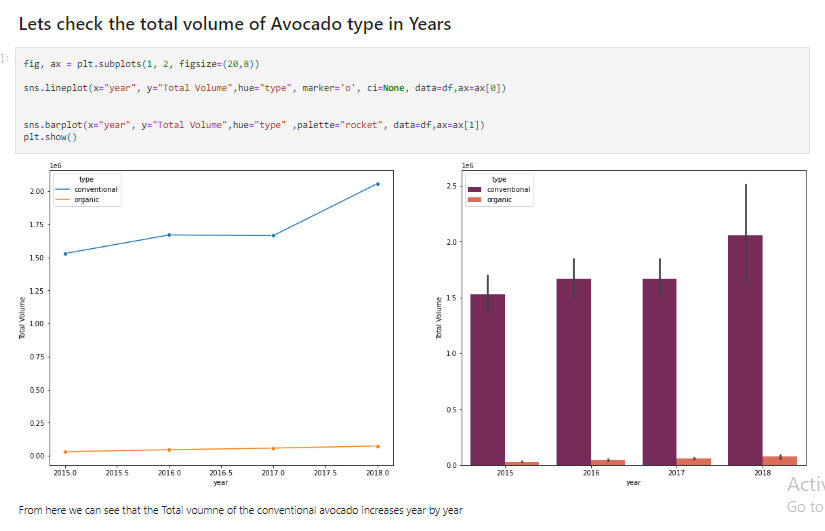 Lets check the total volume of Avocado type in Years
]:
fig, ax = plt.subplots(1, 2, figsize=(20,8))
sns.lineplot(x="year", y="Total Volume",hue="type", marker='o', ci=None, data=df,ax=ax[0])
sns.barplot(x="year", y="Total Volume",hue="type" ,palette="rocket", data=df,ax=ax[1])
plt.show()
1e6
type
conventional
organic
2.00
1.75
1.50
1.25
1.00
0.75
0.50
0.25
0.00
Total Volume
2015.0 2015.5 2016.0 2016.5 2017.0 2017.5 2018.0
year
1e6
type
conventional
organic
2.5
2.0
1.5
1.0
0.5
0.0
Total Volume
2015 2016 2017 2018
year
Activ
Go to
From here we can see that the Total voumne of the conventional avocado increases year by year